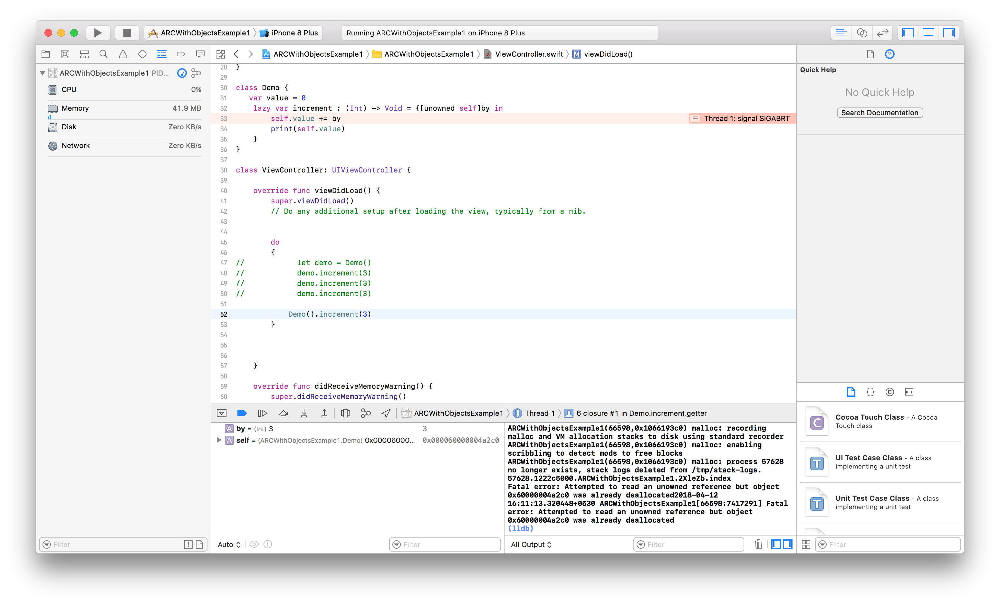 ARCWithObjectsExample1 〉 iPhone 8 Plus
Running ARCWithObjectsExample1 on iPhone 8 Plus
ARCWithObjectsExample1 〉 ARCWithObjectsExample1 〉 ViewController.swift 〉 M viewDidLoad()
ARCWithObjectsExample1 PID...
CPU 0%
Memory 41.9 MB
Disk Zero KB/s
Network Zero KB/s
Filter
28 }
29
30 class Demo {
31    var value = 0
32     lazy var increment : (Int) -> Void = {[unowned self]by in
33         self.value += by
Thread 1: signal SIGABRT
34         print(self.value)
35     }
36 }
37
38 class ViewController: UIViewController {
39
40     override func viewDidLoad() {
41         super.viewDidLoad()
42         // Do any additional setup after loading the view, typically from a nib.
43
44
45         do
46         {
47 //            let demo = Demo()
48 //            demo.increment(3)
49 //            demo.increment(3)
50 //            demo.increment(3)
51
52             Demo().increment(3)
53         }
54
55
56
57     }
58
59     override func didReceiveMemoryWarning() {
60         super.didReceiveMemoryWarning()
ARCWithObjectsExample1 〉 Thread 1 〉 6 closure #1 in Demo.increment.getter
A by = (Int) 3 3
A self = (ARCWithObjectsExample1.Demo) 0x00006000... 0x000060000004a2c0
Auto
Filter
ARCWithObjectsExample1(66598,0x1066193c0) malloc: recording
malloc and VM allocation stacks to disk using standard recorder
ARCWithObjectsExample1(66598,0x1066193c0) malloc: enabling
scribbling to detect mods to free blocks
ARCWithObjectsExample1(66598,0x1066193c0) malloc: process 57628
no longer exists, stack logs deleted from /tmp/stack-logs.
57628.1222c5000.ARCWithObjectsExample1.2XleZb.index
Fatal error: Attempted to read an unowned reference but object
0x60000004a2c0 was already deallocated2018-04-12
16:11:13.320448+0530 ARCWithObjectsExample1[66598:7417291] Fatal
error: Attempted to read an unowned reference but object
0x60000004a2c0 was already deallocated
(lldb)
All Output
Filter
Quick Help
No Quick Help
Search Documentation
{}
C
Cocoa Touch Class - A Cocoa
Touch class
T
UI Test Case Class - A class
implementing a unit test
T
Unit Test Case Class - A class
implementing a unit test
Filter